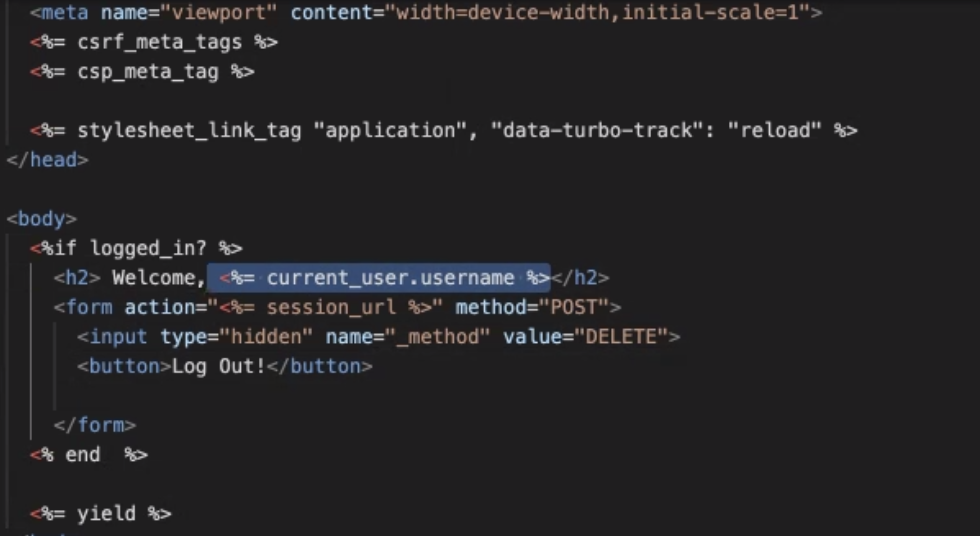 <meta name="viewport" content="width=device-width,initial-scale=1">
<%= csrf_meta_tags %>
<%= csp_meta_tag %>
<%= stylesheet_link_tag "application", "data-turbo-track": "reload" %>
</head>
<body>
<%if logged_in? %>
<h2> Welcome, <%= current_user.username %></h2>
<form action="<%= session_url %>" method="POST">
<input type="hidden" name="_method" value="DELETE">
<button>Log Out!</button>
</form>
<% end  %>
<%= yield %>